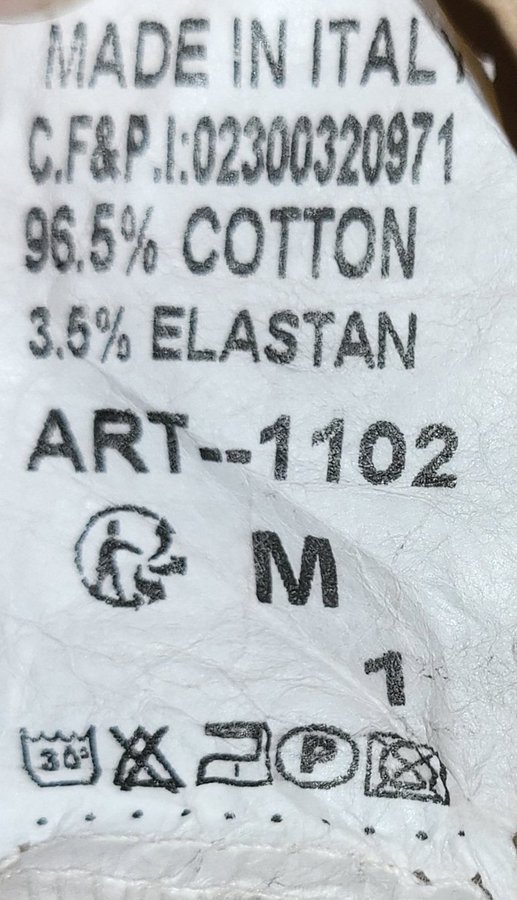 MADE IN ITALY
C.F&P.I:02300320971
96.5% COTTON
3.5% ELASTAN
ART--1102
M
1
30°
P